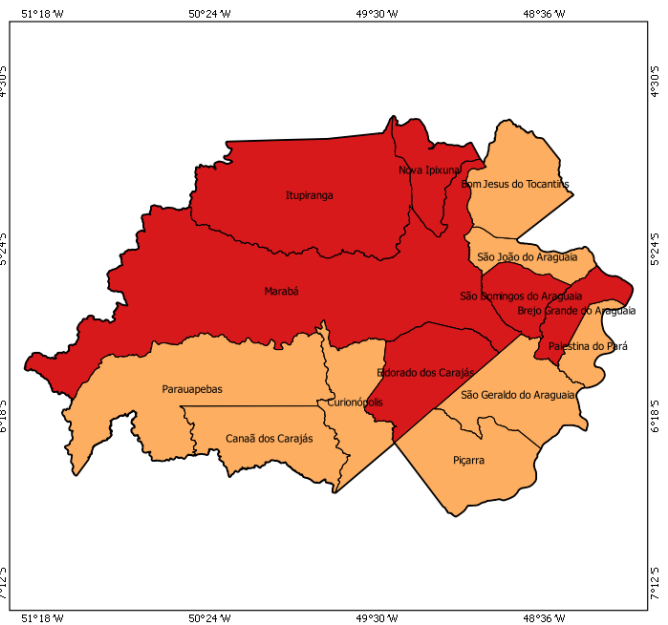 51°18'W 50°24'W 49°30'W 48°36'W
4°30'S 4°30'S
Nova Ipixuna
Bom Jesus do Tocantins
Itupiranga
5°24'S 5°24'S
São João do Araguaia
Marabá
São Domingos do Araguaia
Brejo Grande do Araguaia
Palestina do Pará
Eldorado dos Carajás
Parauapebas
São Geraldo do Araguaia
Curionópolis
6°18'S 6°18'S
Canaã dos Carajás
Piçarra
7°12'S 7°12'S
51°18'W 50°24'W 49°30'W 48°36'W